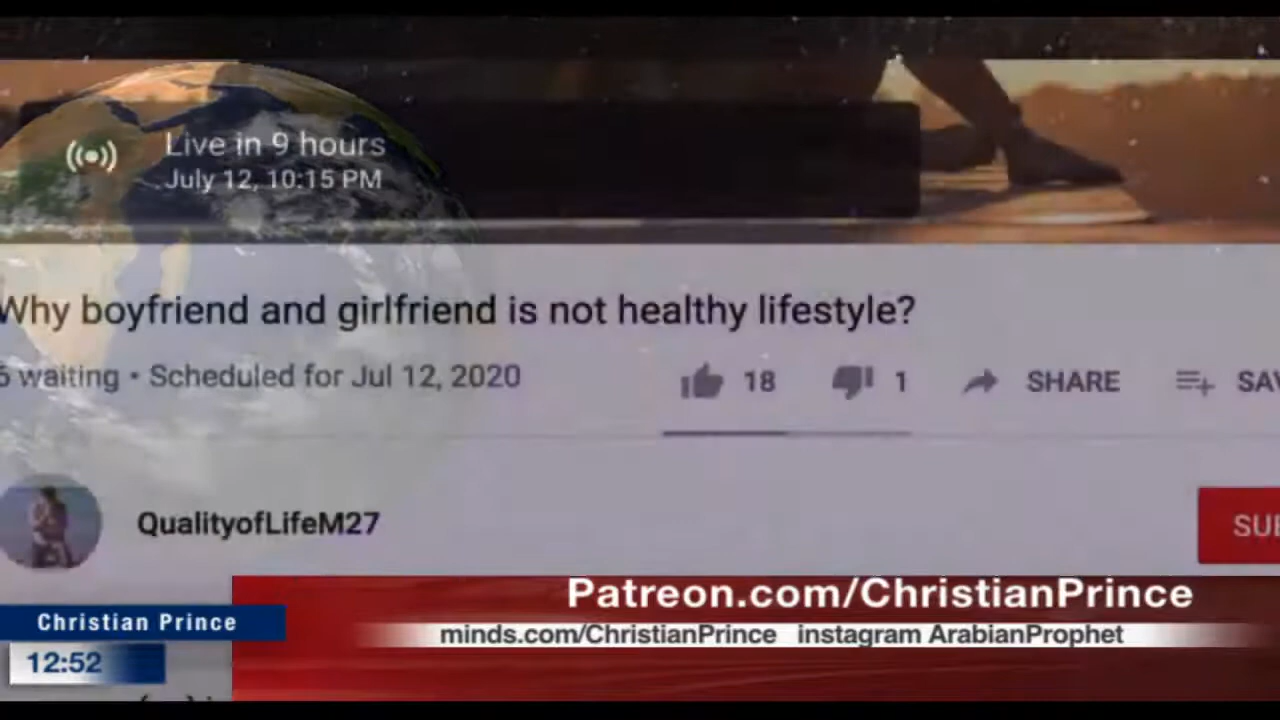 Live in 9 hours
July 12, 10:15 PM
Why boyfriend and girlfriend is not healthy lifestyle?
6 waiting • Scheduled for Jul 12, 2020
18 1 SHARE
QualityofLifeM27
Patreon.com/ChristianPrince
Christian Prince
minds.com/ChristianPrince instagram ArabianProphet
12:52